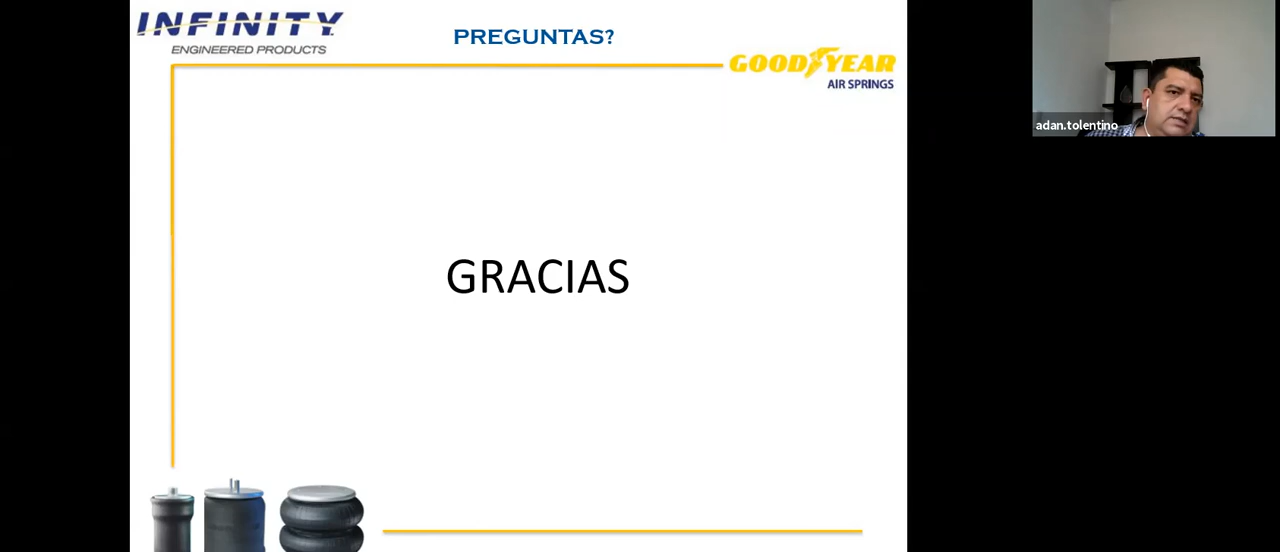 INFINITY
ENGINEERED PRODUCTS
PREGUNTAS?
GOODYEAR
AIR SPRINGS
adan.tolentino
GRACIAS